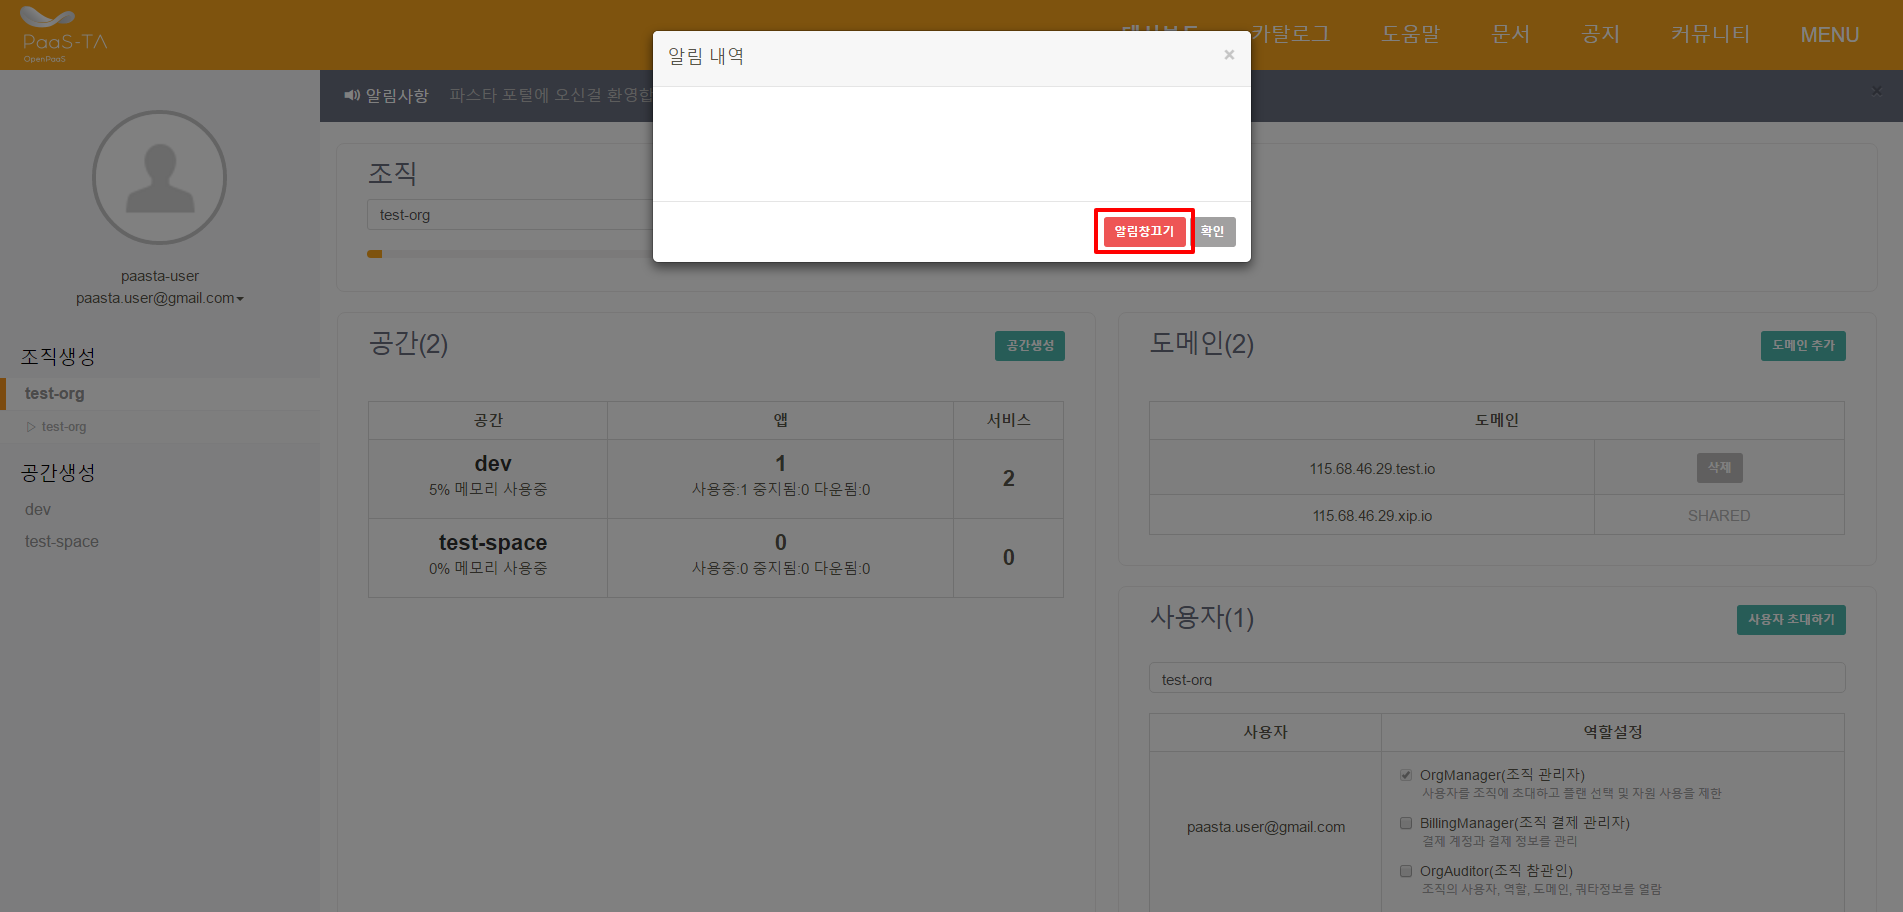 PaaS-TA
OpenPaaS
대시보드 카탈로그 도움말 문서 공지 커뮤니티 MENU
알림 내역 ×
알림창끄기 확인
알림사항 파스타 포털에 오신걸 환영합 ×
paasta-user
paasta.user@gmail.com
조직생성
test-org
test-org
공간생성
dev
test-space
조직
test-org
공간(2) 공간생성
공간 앱 서비스
dev
5% 메모리 사용중
1
사용중:1 중지됨:0 다운됨:0
2
test-space
0% 메모리 사용중
0
사용중:0 중지됨:0 다운됨:0
0
도메인(2) 도메인 추가
도메인
115.68.46.29.test.io 삭제
115.68.46.29.xip.io SHARED
사용자(1) 사용자 초대하기
test-org
사용자 역할설정
paasta.user@gmail.com
OrgManager(조직 관리자)
사용자를 조직에 초대하고 플랜 선택 및 자원 사용을 제한
BillingManager(조직 결제 관리자)
결제 계정과 결제 정보를 관리
OrgAuditor(조직 참관인)
조직의 사용자, 역할, 도메인, 쿼타정보를 열람